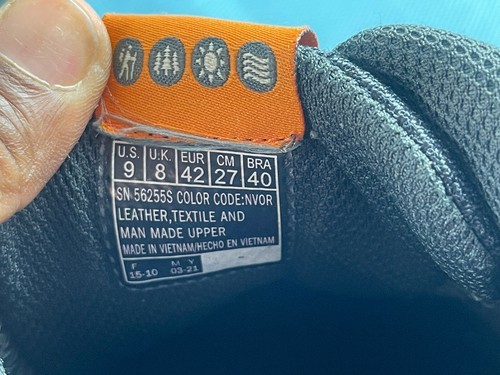 U.S. U.K. EUR CM BRA
9 8 42 27 40
SN 56255S COLOR CODE:NVOR
LEATHER,TEXTILE AND
MAN MADE UPPER
MADE IN VIETNAM/HECHO EN VIETNAM
F M Y
15-10 03-21